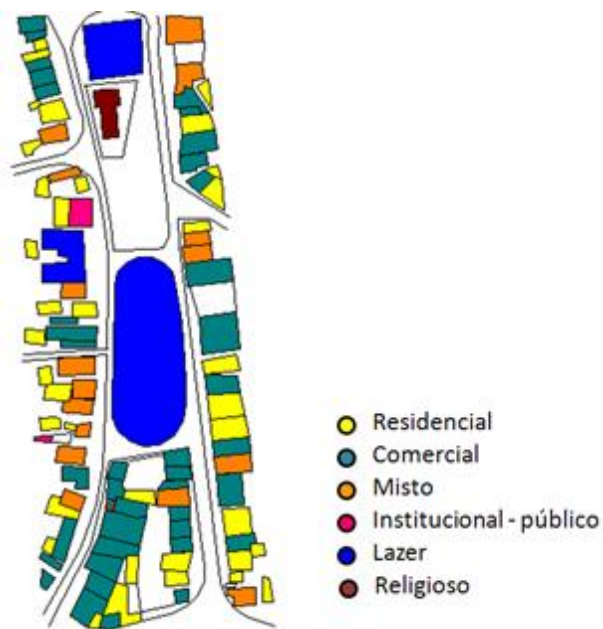 Residencial
Comercial
Misto
Institucional - público
Lazer
Religioso